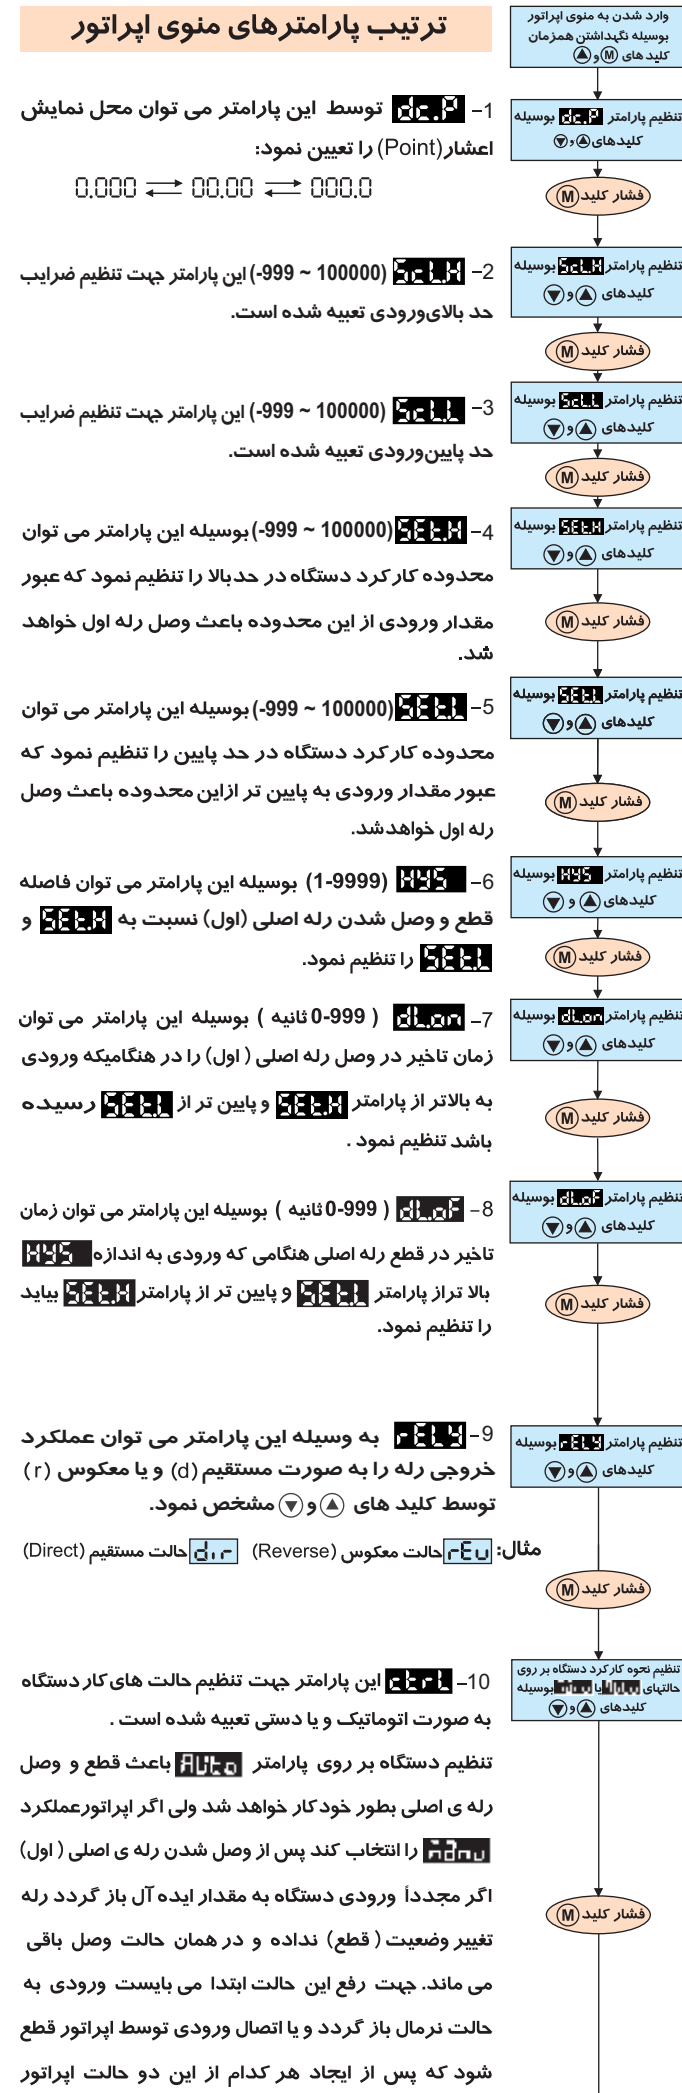 ترتیب پارامترهای منوی اپراتور
1- dc.P توسط این پارامتر می توان محل نمایش
اعشار(Point) را تعیین نمود:
0.000 ⇄ 00.00 ⇄ 000.0
2- ScL.H (-999 ~ 100000) این پارامتر جهت تنظیم ضرایب
حد بالای‌ورودی تعبیه شده است.
3- ScL.L (-999 ~ 100000) این پارامتر جهت تنظیم ضرایب
حد پایین‌ورودی تعبیه شده است.
4- SEt.H (-999 ~ 100000) بوسیله این پارامتر می توان
محدوده کارکرد دستگاه در حدبالا را تنظیم نمود که عبور
مقدار ورودی از این محدوده باعث وصل رله اول خواهد
شد.
5- SEt.L (-999 ~ 100000) بوسیله این پارامتر می توان
محدوده کارکرد دستگاه در حد پایین را تنظیم نمود که
عبور مقدار ورودی به پایین تر ازاین محدوده باعث وصل
رله اول خواهدشد.
6- HYS (1-9999) بوسیله این پارامتر می توان فاصله
قطع و وصل شدن رله اصلی (اول) نسبت به SEt.H و
SEt.L را تنظیم نمود.
7- dL.on ( 0-999 ثانیه ) بوسیله این پارامتر می توان
زمان تاخیر در وصل رله اصلی ( اول) را در هنگامیکه ورودی
به بالاتر از پارامتر SEt.H و پایین تر از SEt.L رسیده
باشد تنظیم نمود .
8- dL.oF ( 0-999 ثانیه ) بوسیله این پارامتر می توان زمان
تاخیر در قطع رله اصلی هنگامی که ورودی به اندازه HYS
بالا تراز پارامتر SEt.L و پایین تر از پارامتر SEt.H بیاید
را تنظیم نمود.
9- rEL.Y به وسیله این پارامتر می توان عملکرد
خروجی رله را به صورت مستقیم (d) و یا معکوس (r)
توسط کلید های ▲ و ▼ مشخص نمود.
مثال: rEv حالت معکوس (Reverse) dir حالت مستقیم (Direct)
10- ctrL این پارامتر جهت تنظیم حالت های کار دستگاه
به صورت اتوماتیک و یا دستی تعبیه شده است .
تنظیم دستگاه بر روی پارامتر AUto باعث قطع و وصل
رله ی اصلی بطور خودکار خواهد شد ولی اگر اپراتورعملکرد
را انتخاب کند پس از وصل شدن رله ی اصلی ( اول)
اگر مجدداً ورودی دستگاه به مقدار ایده آل باز گردد رله
تغییر وضعیت ( قطع) نداده و در همان حالت وصل باقی
می ماند. جهت رفع این حالت ابتدا می بایست ورودی به
حالت نرمال باز گردد و یا اتصال ورودی توسط اپراتور قطع
شود که پس از ایجاد هر کدام از این دو حالت اپراتور
وارد شدن به منوی اپراتور
بوسیله نگهداشتن همزمان
کلید های M و ▲
تنظیم پارامتر dc.P بوسیله
کلیدهای ▲ و ▼
فشار کلید M
تنظیم پارامتر ScL.H بوسیله
کلیدهای ▲ و ▼
فشار کلید M
تنظیم پارامتر ScL.L بوسیله
کلیدهای ▲ و ▼
فشار کلید M
تنظیم پارامتر SEt.H بوسیله
کلیدهای ▲ و ▼
فشار کلید M
تنظیم پارامتر SEt.L بوسیله
کلیدهای ▲ و ▼
فشار کلید M
تنظیم پارامتر HYS بوسیله
کلیدهای ▲ و ▼
فشار کلید M
تنظیم پارامتر dL.on بوسیله
کلیدهای ▲ و ▼
فشار کلید M
تنظیم پارامتر dL.oF بوسیله
کلیدهای ▲ و ▼
فشار کلید M
تنظیم پارامتر rEL.Y بوسیله
کلیدهای ▲ و ▼
فشار کلید M
تنظیم نحوه کارکرد دستگاه بر روی
حالتهای یا بوسیله
کلیدهای ▲ و ▼
فشار کلید M